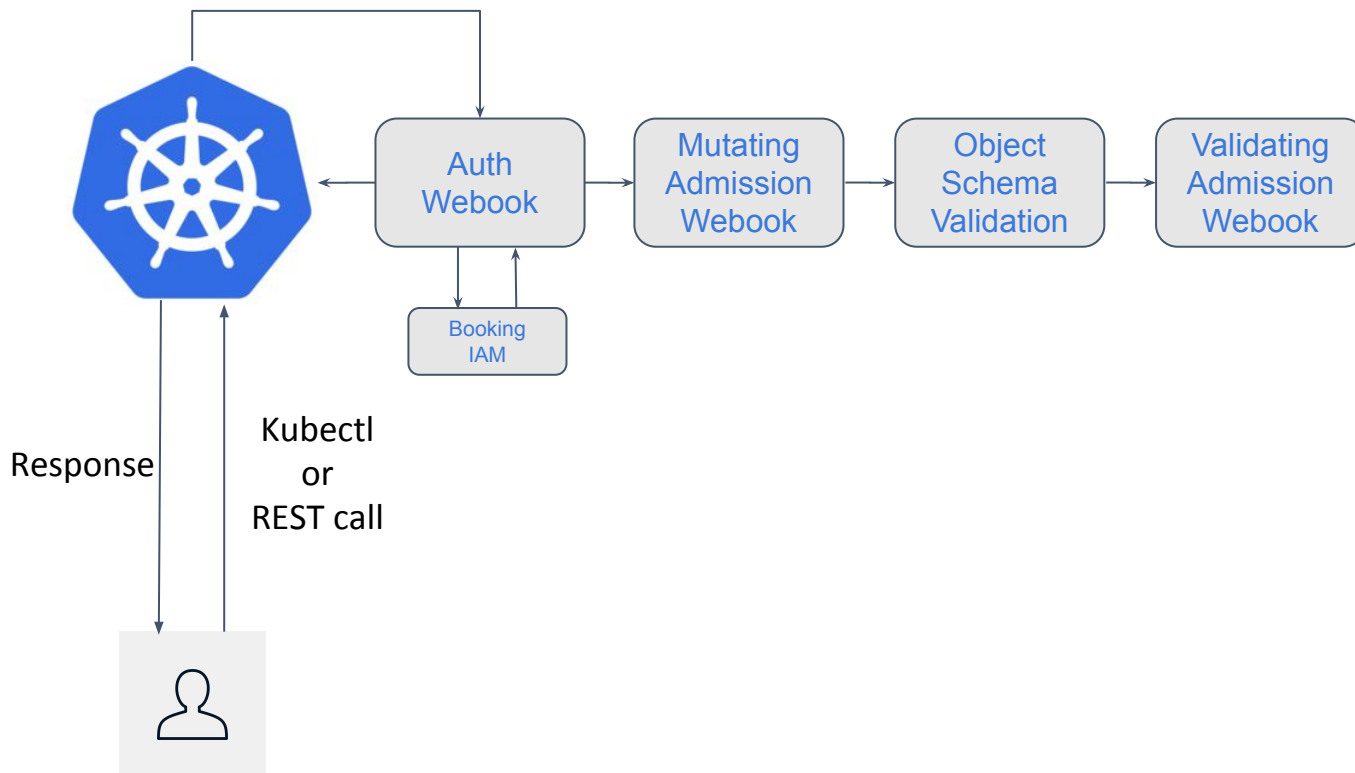 Auth
Webook
Mutating
Admission
Webook
Object
Schema
Validation
Validating
Admission
Webook
Booking
IAM
Response
Kubectl
or
REST call